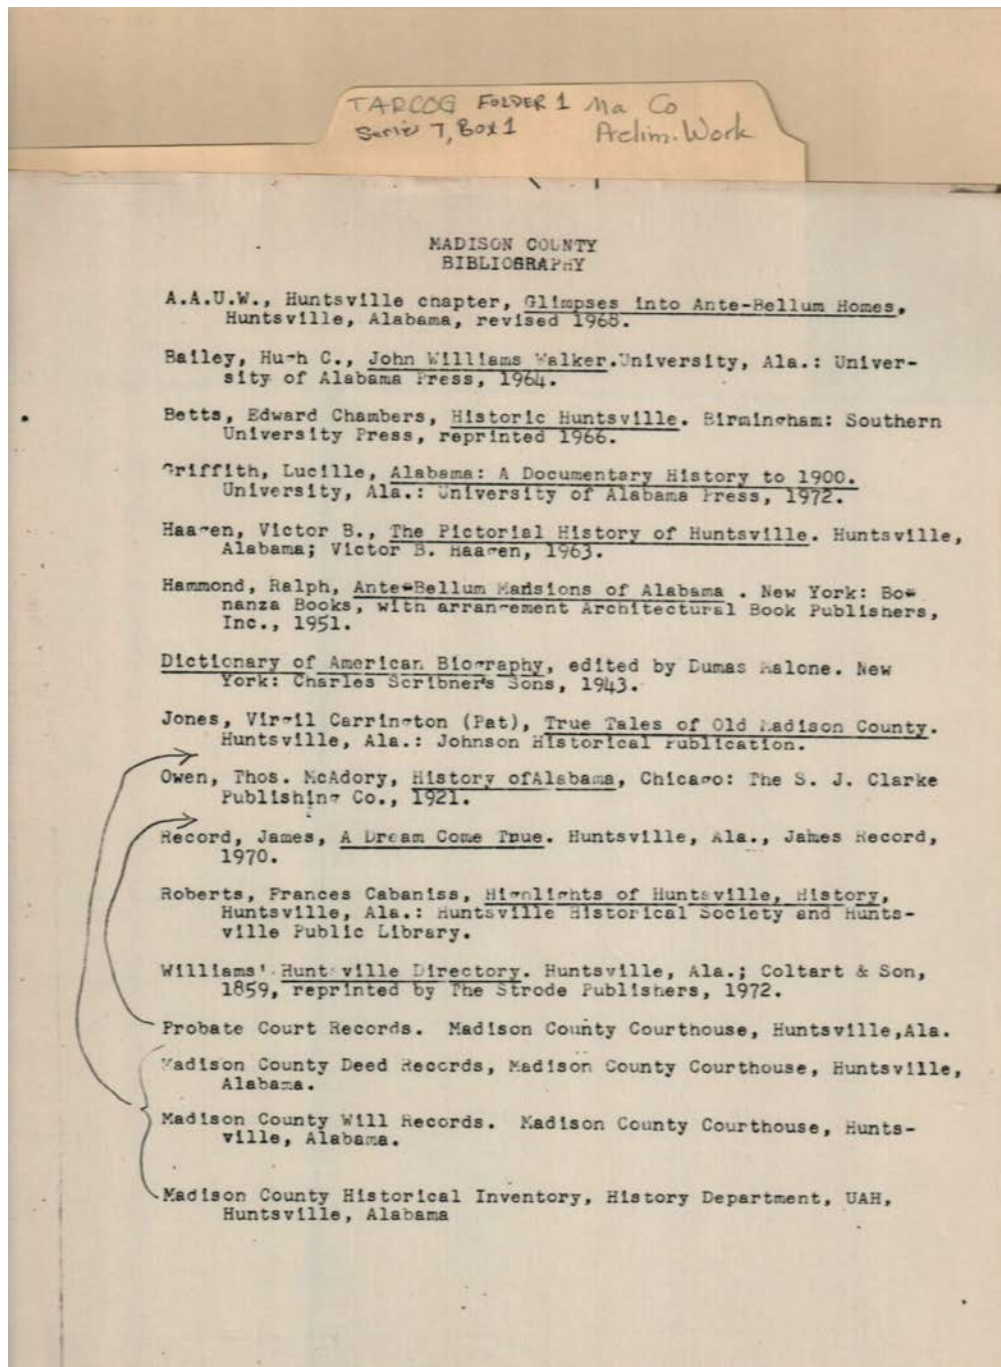 TARCOG FOLDER 1 Ma Co
Series 7, Box 1 Prelim. Work
MADISON COUNTY
BIBLIOGRAPHY
A.A.U.W., Huntsville chapter, Glimpses into Ante-Bellum Homes,
Huntsville, Alabama, revised 1968.
Bailey, Hugh C., John Williams Walker.University, Ala.: Univer-
sity of Alabama Press, 1964.
Betts, Edward Chambers, Historic Huntsville. Birmingham: Southern
University Press, reprinted 1966.
Griffith, Lucille, Alabama: A Documentary History to 1900.
University, Ala.: University of Alabama Press, 1972.
Haagen, Victor B., The Pictorial History of Huntsville. Huntsville,
Alabama; Victor B. Haagen, 1963.
Hammond, Ralph, Ante-Bellum Mansions of Alabama . New York: Bo-
nanza Books, with arrangement Architectural Book Publishers,
Inc., 1951.
Dictionary of American Biography, edited by Dumas Malone. New
York: Charles Scribner's Sons, 1943.
Jones, Virgil Carrington (Pat), True Tales of Old Madison County.
Huntsville, Ala.: Johnson Historical Publication.
Owen, Thos. McAdory, History ofAlabama, Chicago: The S. J. Clarke
Publishing Co., 1921.
Record, James, A Dream Come True. Huntsville, Ala., James Record,
1970.
Roberts, Frances Cabaniss, Highlights of Huntsville, History,
Huntsville, Ala.: Huntsville Historical Society and Hunts-
ville Public Library.
Williams' Huntsville Directory. Huntsville, Ala.; Coltart & Son,
1859, reprinted by The Strode Publishers, 1972.
Probate Court Records. Madison County Courthouse, Huntsville,Ala.
Madison County Deed Records, Madison County Courthouse, Huntsville,
Alabama.
Madison County Will Records. Madison County Courthouse, Hunts-
ville, Alabama.
Madison County Historical Inventory, History Department, UAH,
Huntsville, Alabama